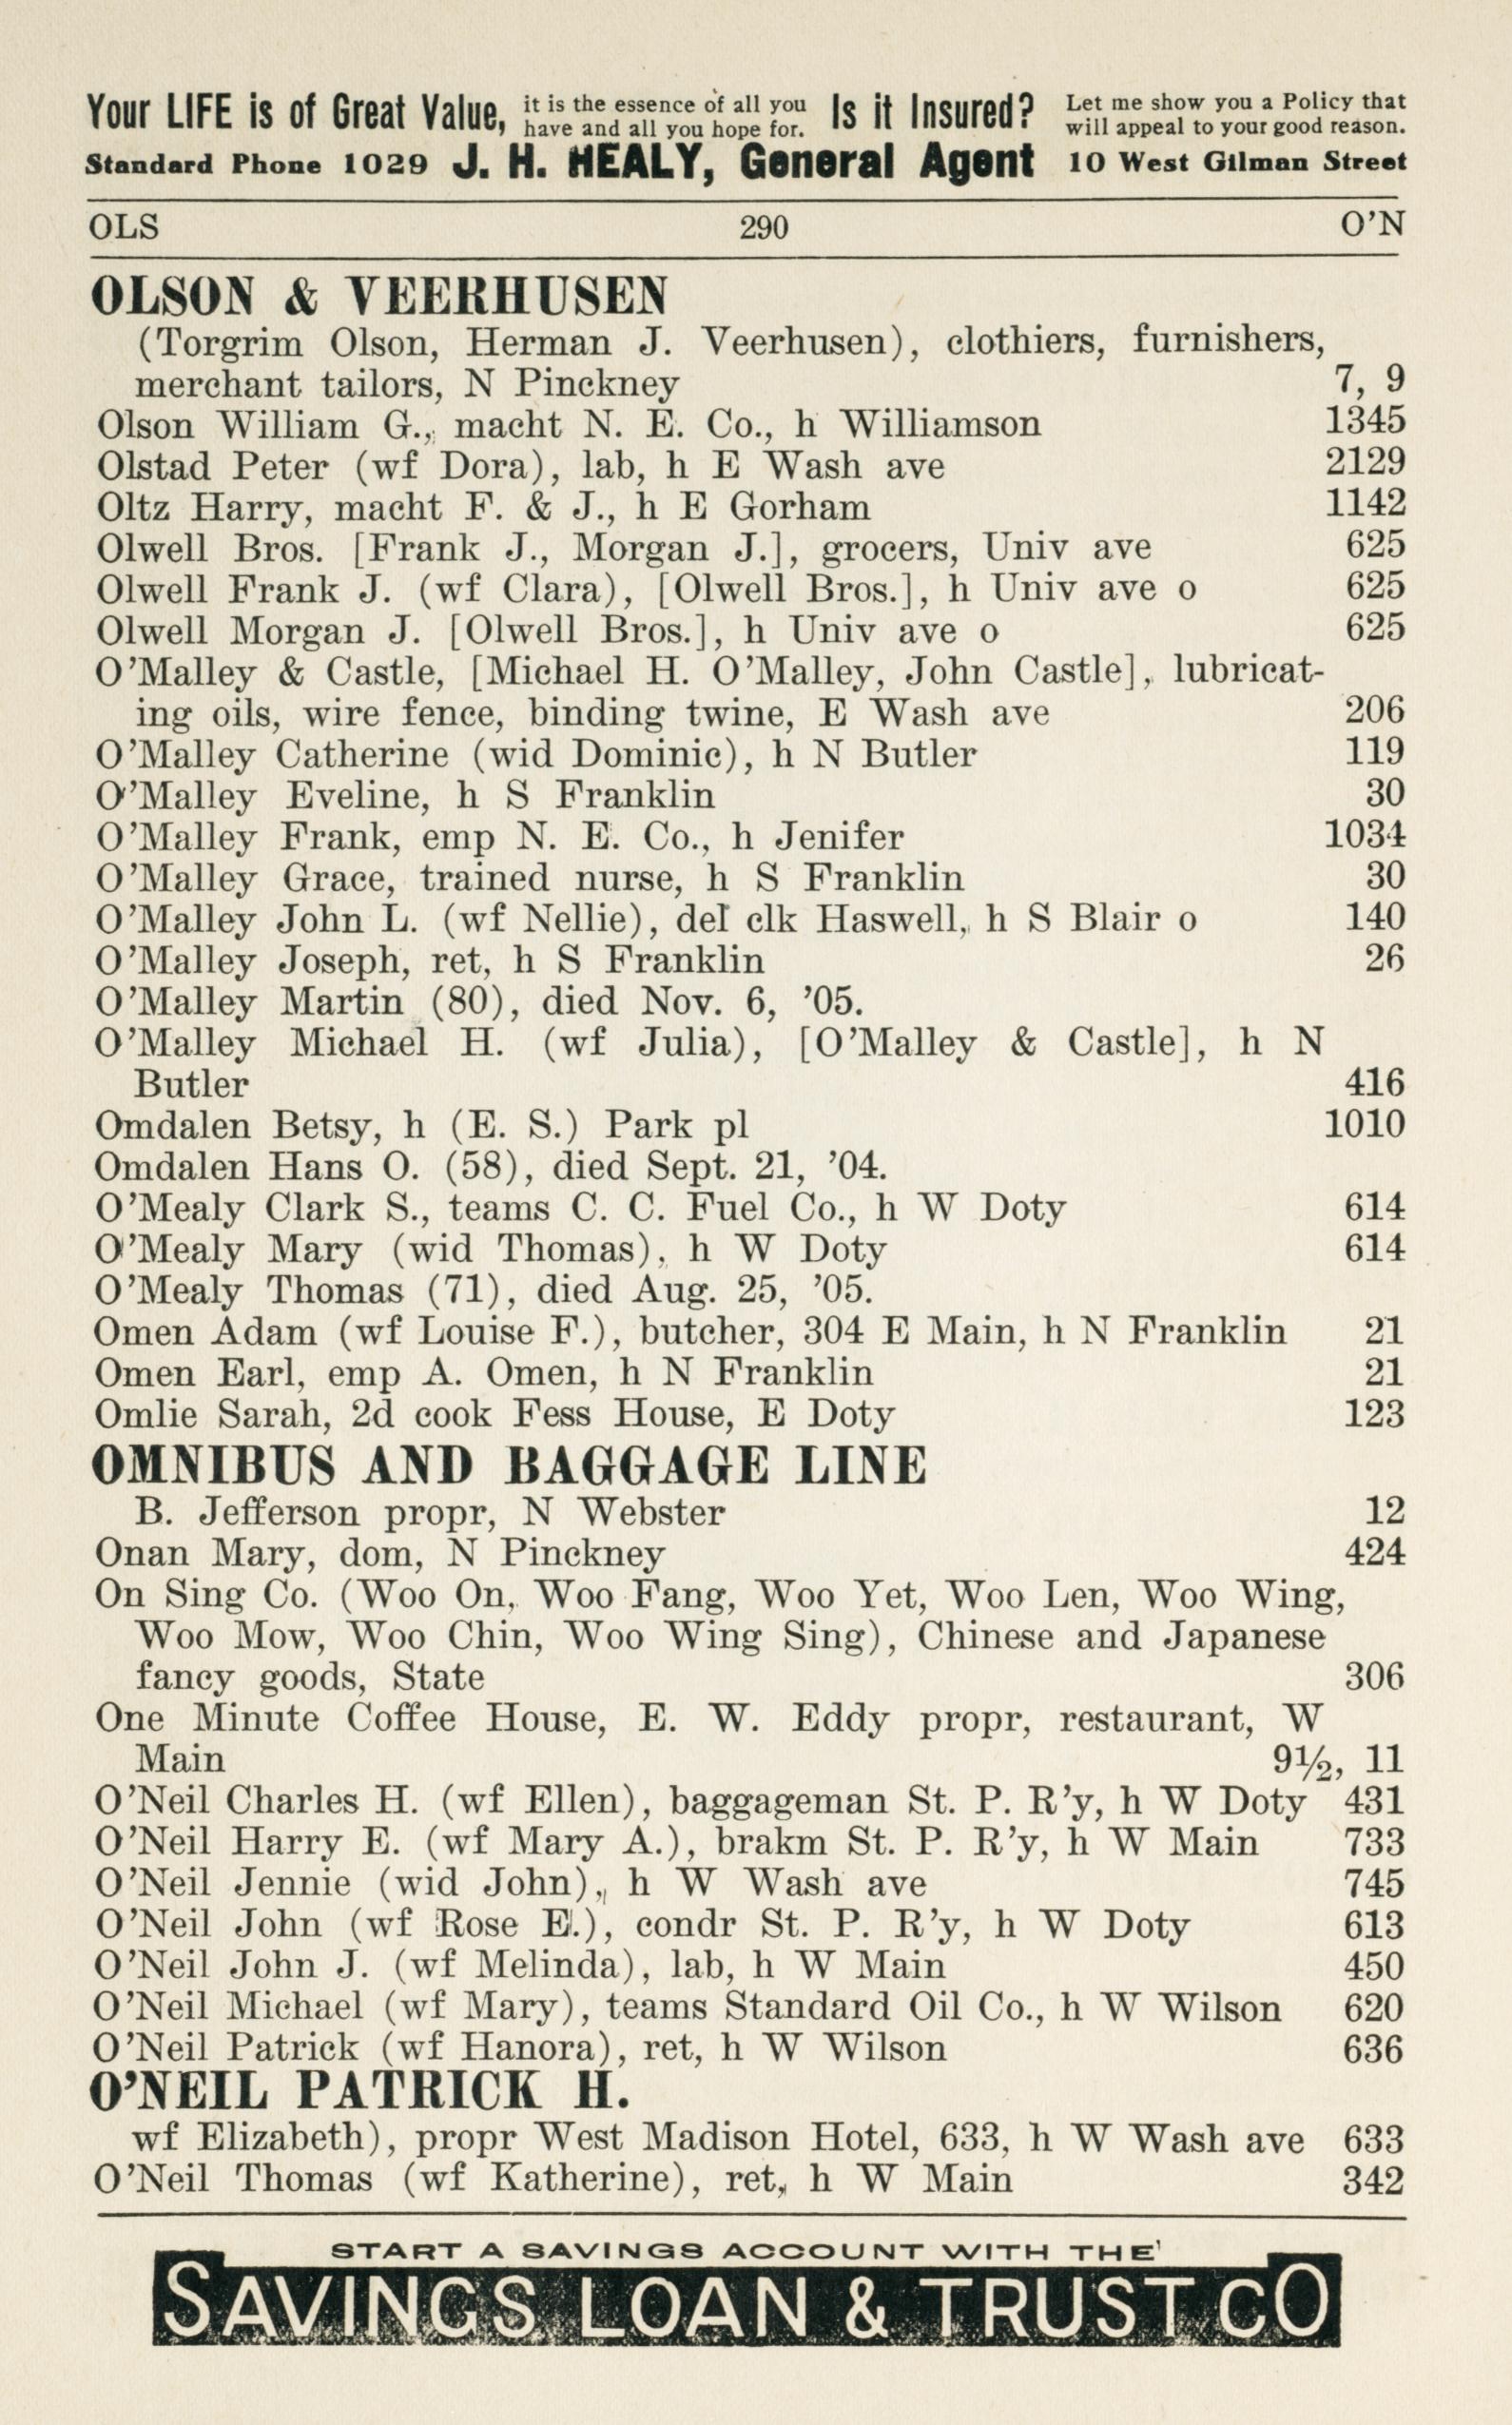 Your LIFE is of Great Value, it is the essence of all you have and all you hope for. Is it Insured? Let me show you a Policy that will appeal to your good reason.
Standard Phone 1029 J. H. HEALY, General Agent 10 West Gilman Street
OLS 290 O'N
OLSON & VEERHUSEN
(Torgrim Olson, Herman J. Veerhusen), clothiers, furnishers,
merchant tailors, N Pinckney 7, 9
Olson William G., macht N. E. Co., h Williamson 1345
Olstad Peter (wf Dora), lab, h E Wash ave 2129
Oltz Harry, macht F. & J., h E Gorham 1142
Olwell Bros. [Frank J., Morgan J.], grocers, Univ ave 625
Olwell Frank J. (wf Clara), [Olwell Bros.], h Univ ave o 625
Olwell Morgan J. [Olwell Bros.], h Univ ave o 625
O'Malley & Castle, [Michael H. O'Malley, John Castle], lubricat-
ing oils, wire fence, binding twine, E Wash ave 206
O'Malley Catherine (wid Dominic), h N Butler 119
O'Malley Eveline, h S Franklin 30
O'Malley Frank, emp N. E. Co., h Jenifer 1034
O'Malley Grace, trained nurse, h S Franklin 30
O'Malley John L. (wf Nellie), del clk Haswell, h S Blair o 140
O'Malley Joseph, ret, h S Franklin 26
O'Malley Martin (80), died Nov. 6, '05.
O'Malley Michael H. (wf Julia), [O'Malley & Castle], h N
Butler 416
Omdalen Betsy, h (E. S.) Park pl 1010
Omdalen Hans O. (58), died Sept. 21, '04.
O'Mealy Clark S., teams C. C. Fuel Co., h W Doty 614
O'Mealy Mary (wid Thomas), h W Doty 614
O'Mealy Thomas (71), died Aug. 25, '05.
Omen Adam (wf Louise F.), butcher, 304 E Main, h N Franklin 21
Omen Earl, emp A. Omen, h N Franklin 21
Omlie Sarah, 2d cook Fess House, E Doty 123
OMNIBUS AND BAGGAGE LINE
B. Jefferson propr, N Webster 12
Onan Mary, dom, N Pinckney 424
On Sing Co. (Woo On, Woo Fang, Woo Yet, Woo Len, Woo Wing,
Woo Mow, Woo Chin, Woo Wing Sing), Chinese and Japanese
fancy goods, State 306
One Minute Coffee House, E. W. Eddy propr, restaurant, W
Main 9½, 11
O'Neil Charles H. (wf Ellen), baggageman St. P. R'y, h W Doty 431
O'Neil Harry E. (wf Mary A.), brakm St. P. R'y, h W Main 733
O'Neil Jennie (wid John), h W Wash ave 745
O'Neil John (wf Rose E.), condr St. P. R'y, h W Doty 613
O'Neil John J. (wf Melinda), lab, h W Main 450
O'Neil Michael (wf Mary), teams Standard Oil Co., h W Wilson 620
O'Neil Patrick (wf Hanora), ret, h W Wilson 636
O'NEIL PATRICK H.
wf Elizabeth), propr West Madison Hotel, 633, h W Wash ave 633
O'Neil Thomas (wf Katherine), ret, h W Main 342
START A SAVINGS ACCOUNT WITH THE
SAVINGS LOAN & TRUST CO